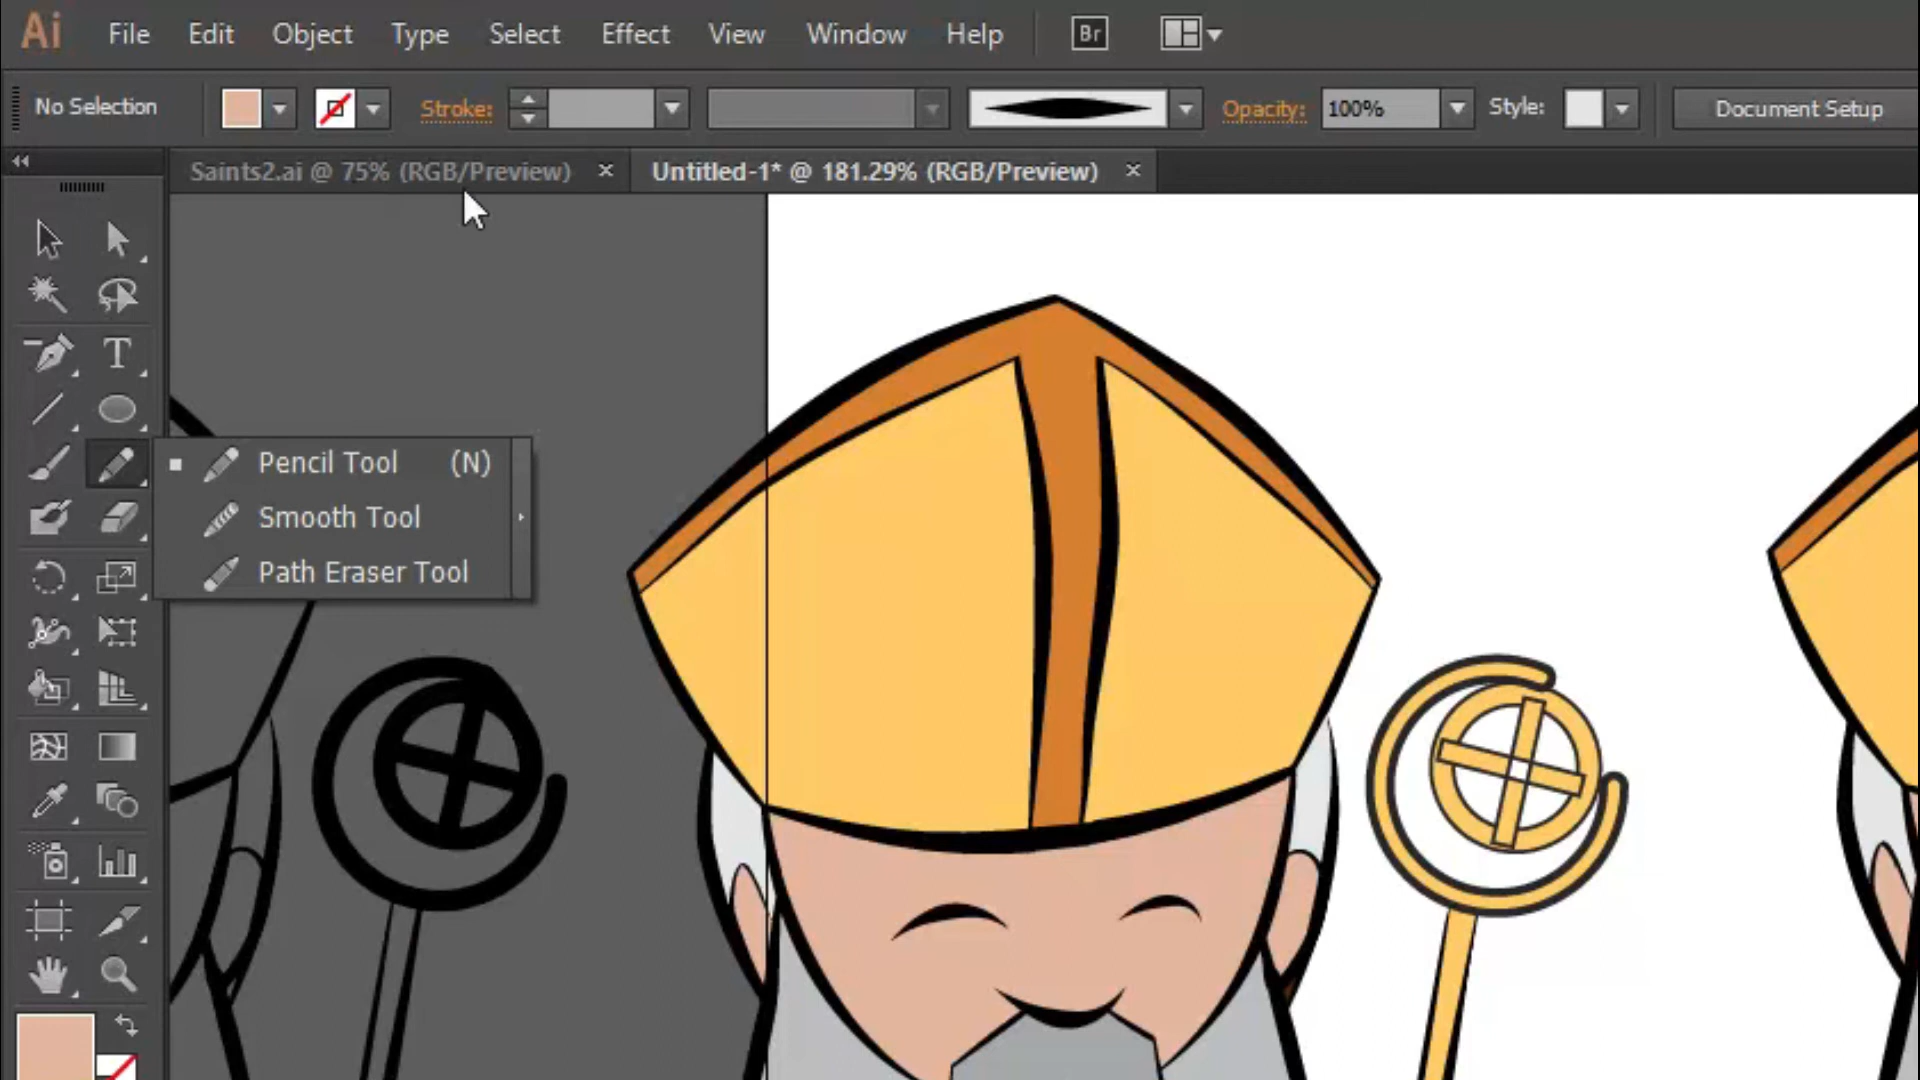 Ai File Edit Object Type Select Effect View Window Help Br
No Selection Stroke: Opacity: 100% Style: Document Setup
Saints2.ai @ 75% (RGB/Preview) × Untitled-1* @ 181.29% (RGB/Preview) ×
T
Pencil Tool (N)
Smooth Tool
Path Eraser Tool